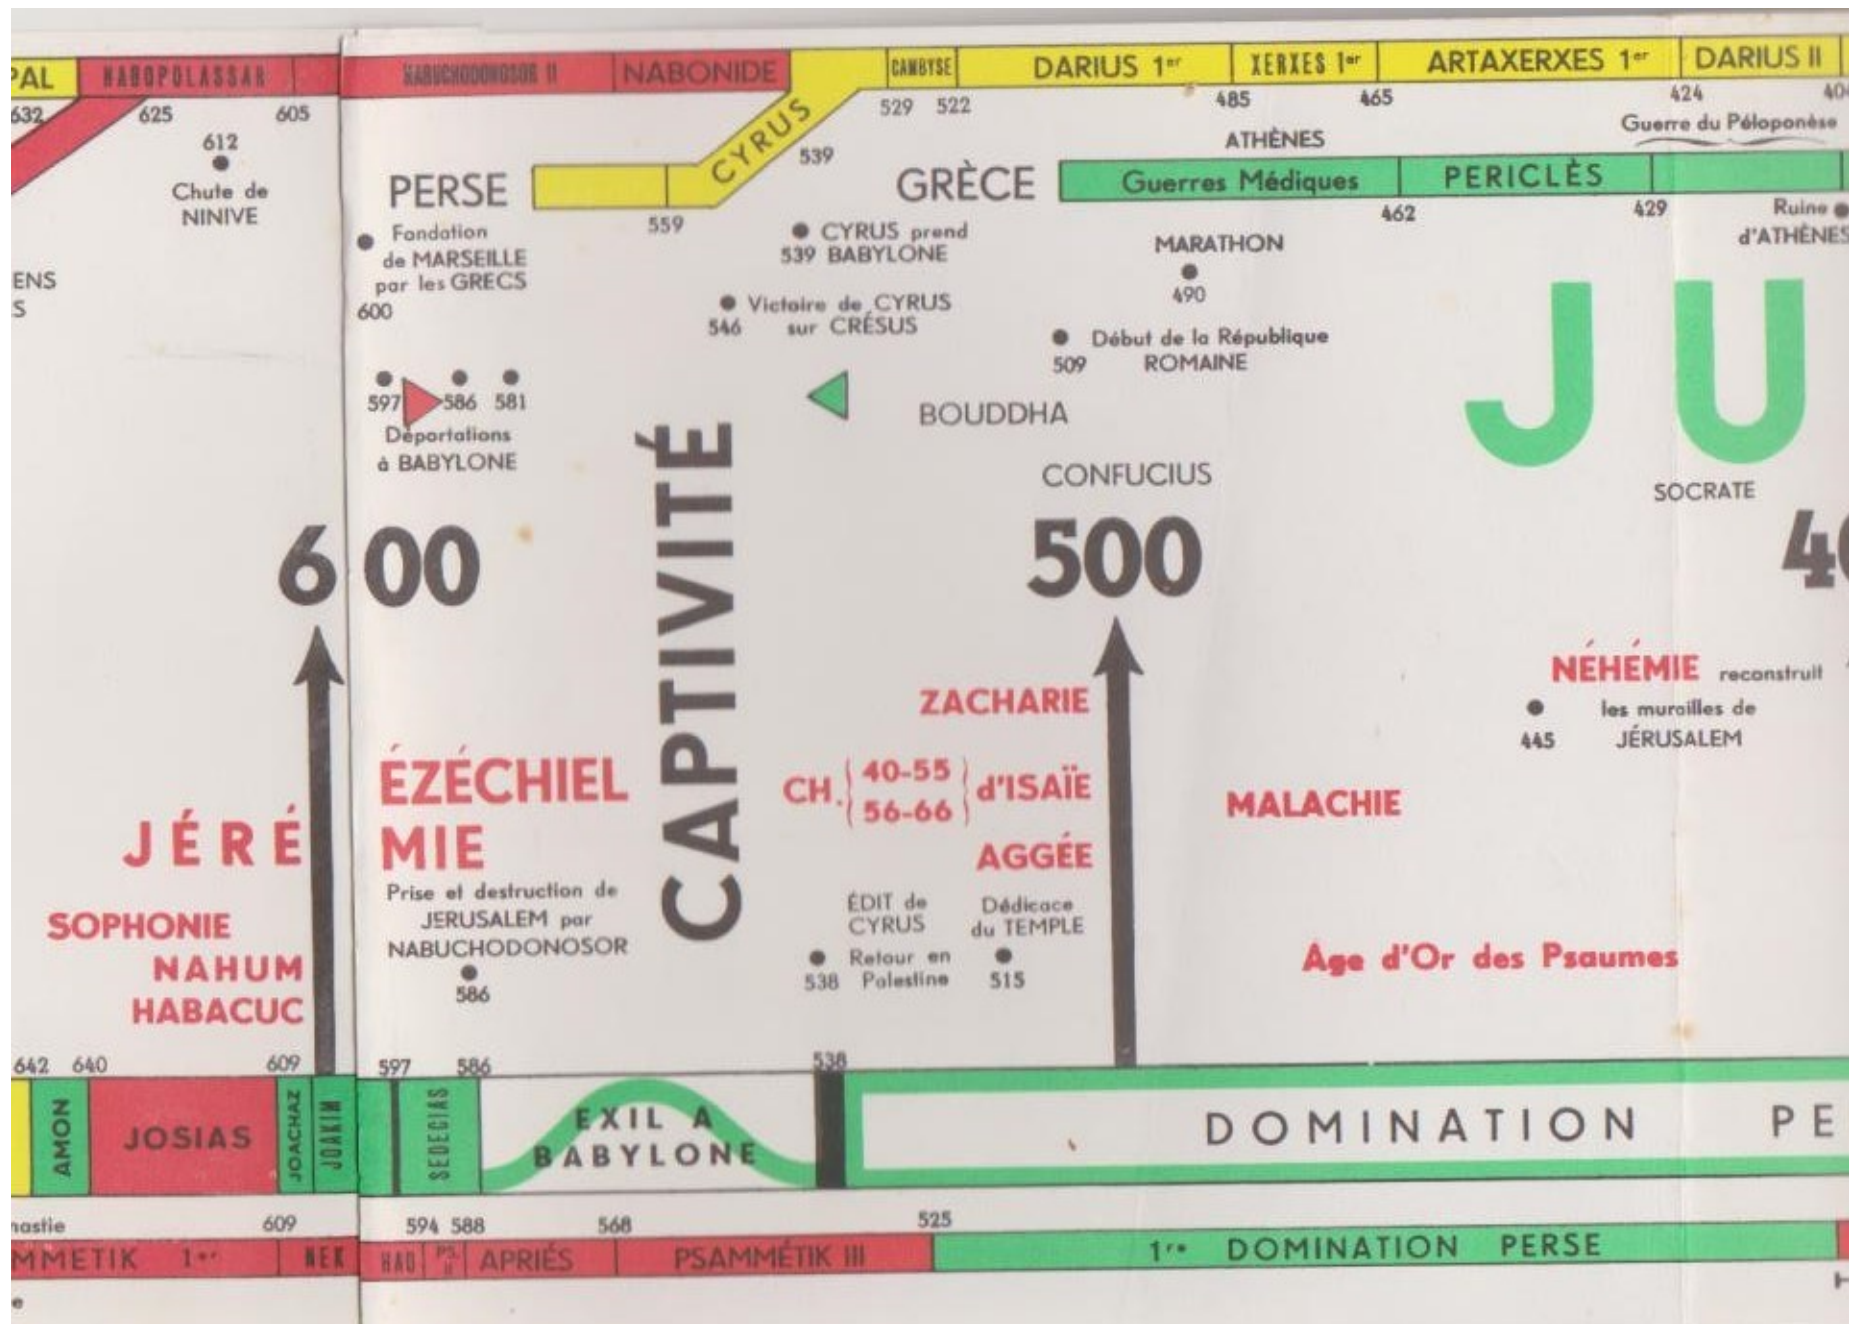 PAL NABOPOLASSAR NABUCHODONOSOR II NABONIDE CAMBYSE DARIUS 1er XERXES 1er ARTAXERXES 1er DARIUS II
632 625 605 529 522 485 465 424 40
CYRUS
539
612
Chute de
NINIVE
ATHÈNES
Guerre du Péloponèse
PERSE
559
GRÈCE
Guerres Médiques PERICLÈS
462 429
Ruine
d'ATHÈNES
Fondation
de MARSEILLE
par les GRECS
600
CYRUS prend
539 BABYLONE
MARATHON
490
ENS
S
Victoire de CYRUS
546 sur CRÉSUS
Début de la République
509 ROMAINE
JU
597 586 581
Déportations
à BABYLONE
BOUDDHA
CONFUCIUS
SOCRATE
CAPTIVITÉ
600 500 40
ZACHARIE
NÉHÉMIE reconstruit
les murailles de
445 JÉRUSALEM
ÉZÉCHIEL
CH. 40-55 d'ISAÏE
56-66
MALACHIE
JÉRÉMIE
AGGÉE
Prise et destruction de
JERUSALEM par
NABUCHODONOSOR
586
ÉDIT de
CYRUS
Retour en
538 Palestine
Dédicace
du TEMPLE
515
SOPHONIE
NAHUM
HABACUC
Âge d'Or des Psaumes
642 640 609 597 586 538
AMON JOSIAS JOACHAZ JOAKIM SEDECIAS
EXIL A
BABYLONE
DOMINATION PE
nastie 609 594 588 568 525
MMETIK 1er NEK HAO PS. II APRIÉS PSAMMÉTIK III 1re DOMINATION PERSE
e